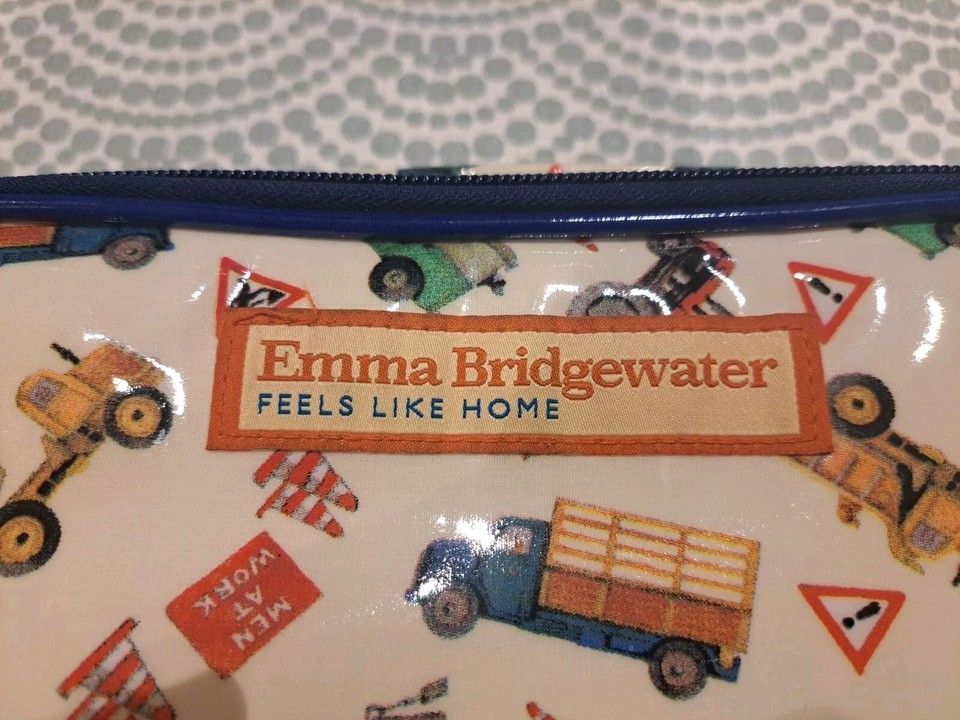 Emma Bridgewater
FEELS LIKE HOME
MEN
AT
WORK